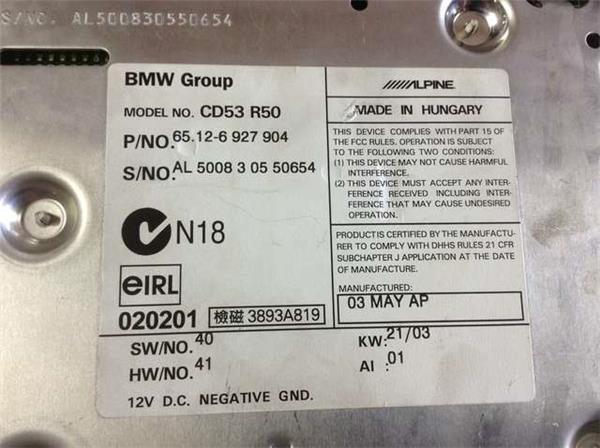 S/NO. AL500830550654
BMW Group
MODEL NO. CD53 R50
P/NO. 65.12-6 927 904
S/NO. AL 5008 3 05 50654
N18
eIRL
020201 檢磁 3893A819
SW/NO. 40
HW/NO. 41
12V D.C. NEGATIVE GND.
ALPINE
MADE IN HUNGARY
THIS DEVICE COMPLIES WITH PART 15 OF
THE FCC RULES. OPERATION IS SUBJECT
TO THE FOLLOWING TWO CONDITIONS:
(1) THIS DEVICE MAY NOT CAUSE HARMFUL
INTERFERENCE.
(2) THIS DEVICE MUST ACCEPT ANY INTER-
FERENCE RECEIVED INCLUDING INTER-
FERENCE THAT MAY CAUSE UNDESIRED
OPERATION.
PRODUCT IS CERTIFIED BY THE MANUFACTU-
RER TO COMPLY WITH DHHS RULES 21 CFR
SUBCHAPTER J APPLICATION AT THE DATE
OF MANUFACTURE.
MANUFACTURED:
03 MAY AP
KW: 21/03
AI : 01